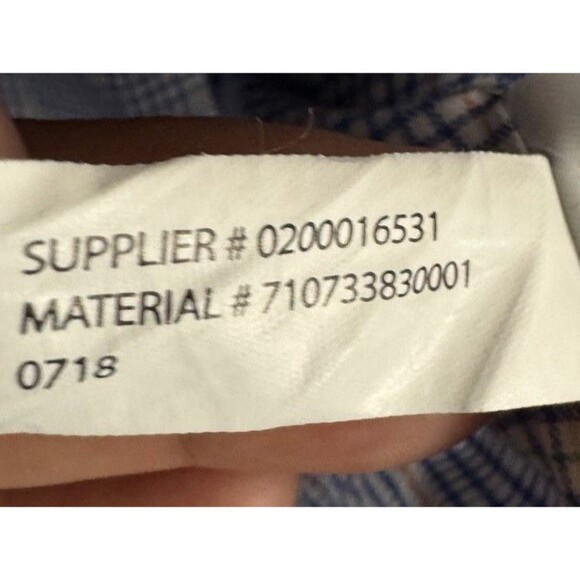 SUPPLIER # 0200016531
MATERIAL # 710733830001
0718